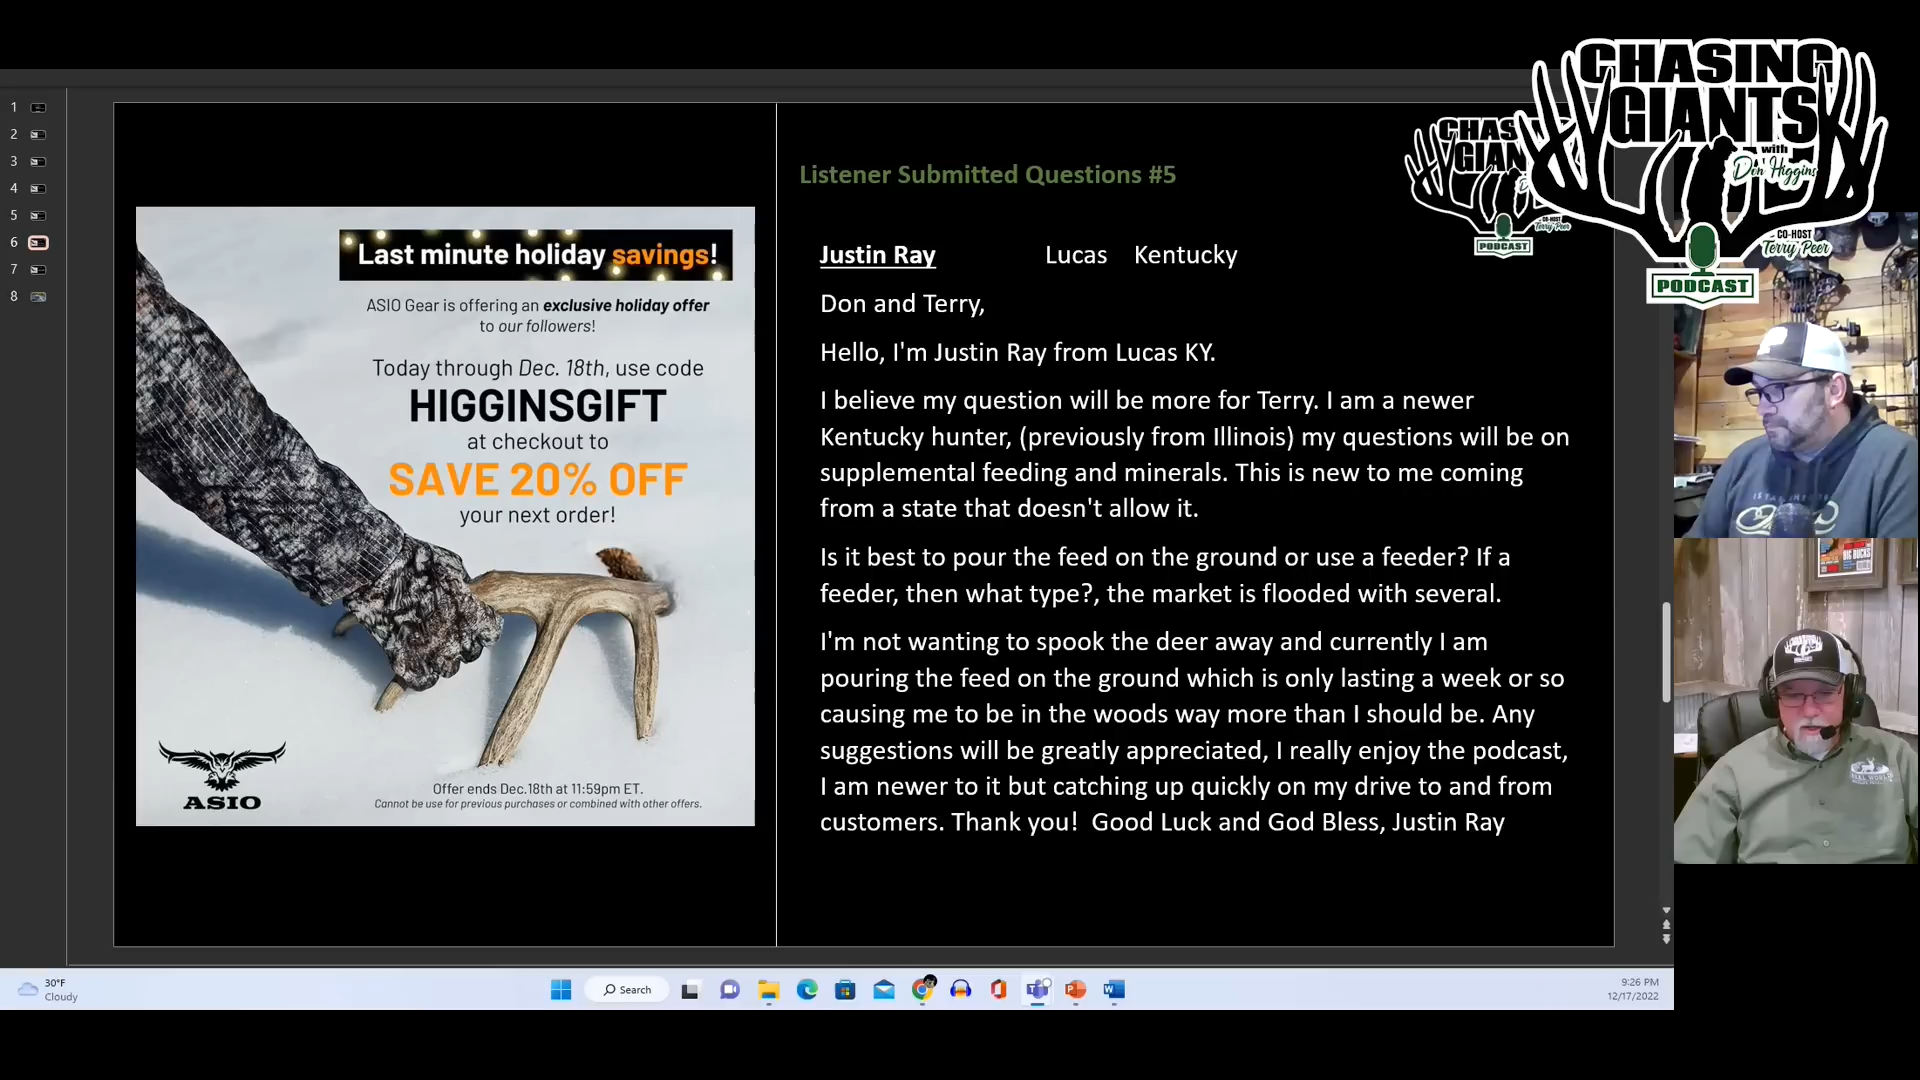 CHASING
GIANTS
with
Don Higgins
CO-HOST
Terry Peer
PODCAST
1
2
3
4
5
6
7
8
Last minute holiday savings!
ASIO Gear is offering an exclusive holiday offer
to our followers!
Today through Dec. 18th, use code
HIGGINSGIFT
at checkout to
SAVE 20% OFF
your next order!
ASIO
Offer ends Dec.18th at 11:59pm ET.
Cannot be use for previous purchases or combined with other offers.
Listener Submitted Questions #5
Justin Ray Lucas Kentucky
Don and Terry,
Hello, I'm Justin Ray from Lucas KY.
I believe my question will be more for Terry. I am a newer
Kentucky hunter, (previously from Illinois) my questions will be on
supplemental feeding and minerals. This is new to me coming
from a state that doesn't allow it.
Is it best to pour the feed on the ground or use a feeder? If a
feeder, then what type?, the market is flooded with several.
I'm not wanting to spook the deer away and currently I am
pouring the feed on the ground which is only lasting a week or so
causing me to be in the woods way more than I should be. Any
suggestions will be greatly appreciated, I really enjoy the podcast,
I am newer to it but catching up quickly on my drive to and from
customers. Thank you!  Good Luck and God Bless, Justin Ray
PODCAST
BIG BUCKS
30°F
Cloudy
Search
9:26 PM
12/17/2022